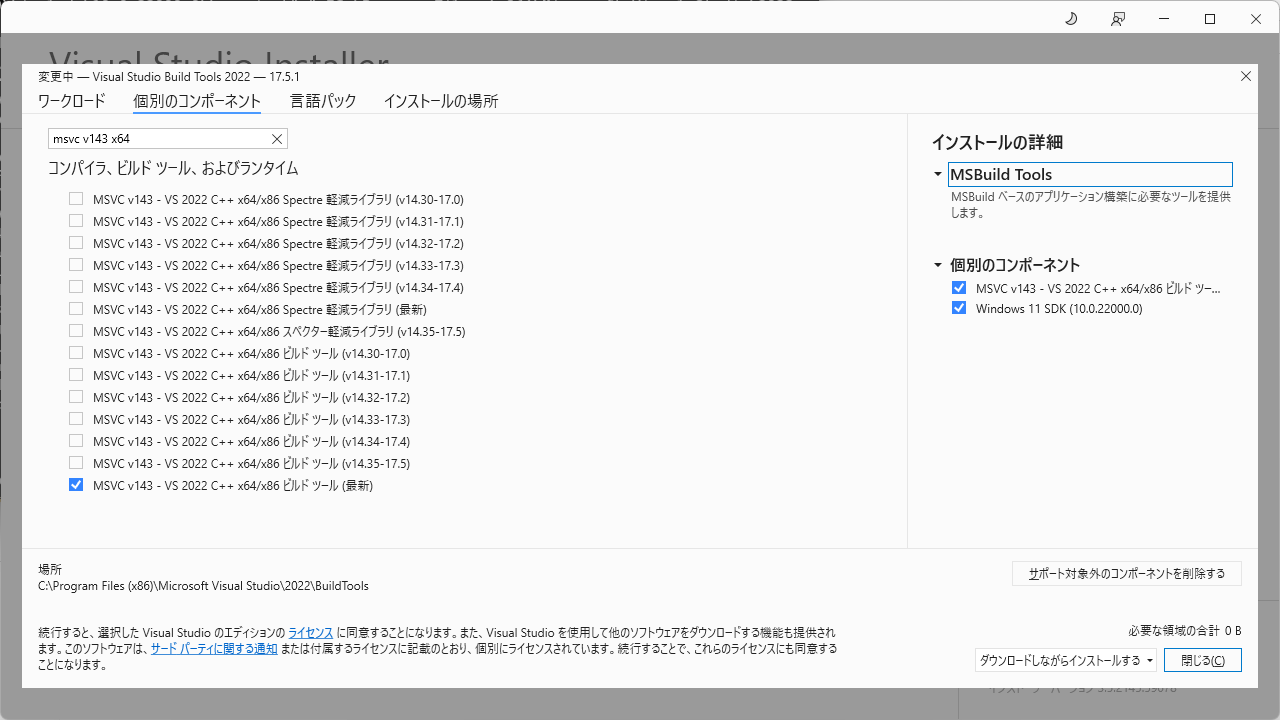 Visual Studio Installer
変更中 — Visual Studio Build Tools 2022 — 17.5.1
ワークロード
個別のコンポーネント
言語パック
インストールの場所
msvc v143 x64
コンパイラ、ビルド ツール、およびランタイム
MSVC v143 - VS 2022 C++ x64/x86 Spectre 軽減ライブラリ (v14.30-17.0)
MSVC v143 - VS 2022 C++ x64/x86 Spectre 軽減ライブラリ (v14.31-17.1)
MSVC v143 - VS 2022 C++ x64/x86 Spectre 軽減ライブラリ (v14.32-17.2)
MSVC v143 - VS 2022 C++ x64/x86 Spectre 軽減ライブラリ (v14.33-17.3)
MSVC v143 - VS 2022 C++ x64/x86 Spectre 軽減ライブラリ (v14.34-17.4)
MSVC v143 - VS 2022 C++ x64/x86 Spectre 軽減ライブラリ (最新)
MSVC v143 - VS 2022 C++ x64/x86 スペクター軽減ライブラリ (v14.35-17.5)
MSVC v143 - VS 2022 C++ x64/x86 ビルド ツール (v14.30-17.0)
MSVC v143 - VS 2022 C++ x64/x86 ビルド ツール (v14.31-17.1)
MSVC v143 - VS 2022 C++ x64/x86 ビルド ツール (v14.32-17.2)
MSVC v143 - VS 2022 C++ x64/x86 ビルド ツール (v14.33-17.3)
MSVC v143 - VS 2022 C++ x64/x86 ビルド ツール (v14.34-17.4)
MSVC v143 - VS 2022 C++ x64/x86 ビルド ツール (v14.35-17.5)
MSVC v143 - VS 2022 C++ x64/x86 ビルド ツール (最新)
インストールの詳細
MSBuild Tools
MSBuild ベースのアプリケーション構築に必要なツールを提供
します。
個別のコンポーネント
MSVC v143 - VS 2022 C++ x64/x86 ビルド ツー...
Windows 11 SDK (10.0.22000.0)
場所
C:\Program Files (x86)\Microsoft Visual Studio\2022\BuildTools
サポート対象外のコンポーネントを削除する
続行すると、選択した Visual Studio のエディションの ライセンス に同意することになります。また、Visual Studio を使用して他のソフトウェアをダウンロードする機能も提供され
ます。このソフトウェアは、サード パーティに関する通知 または付属するライセンスに記載のとおり、個別にライセンスされています。続行することで、これらのライセンスにも同意する
ことになります。
必要な領域の合計 0 B
ダウンロードしながらインストールする
閉じる(C)